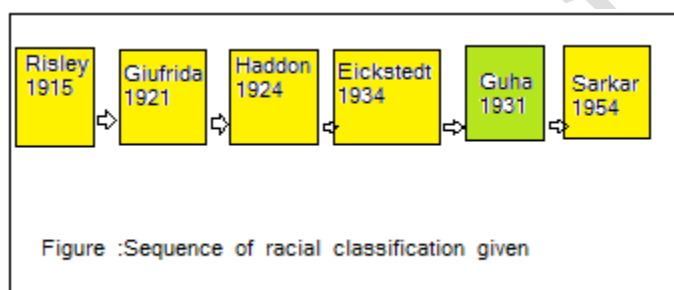 Risley
1915
Giufrida
1921
Haddon
1924
Eickstedt
1934
Guha
1931
Sarkar
1954
Figure :Sequence of racial classification given